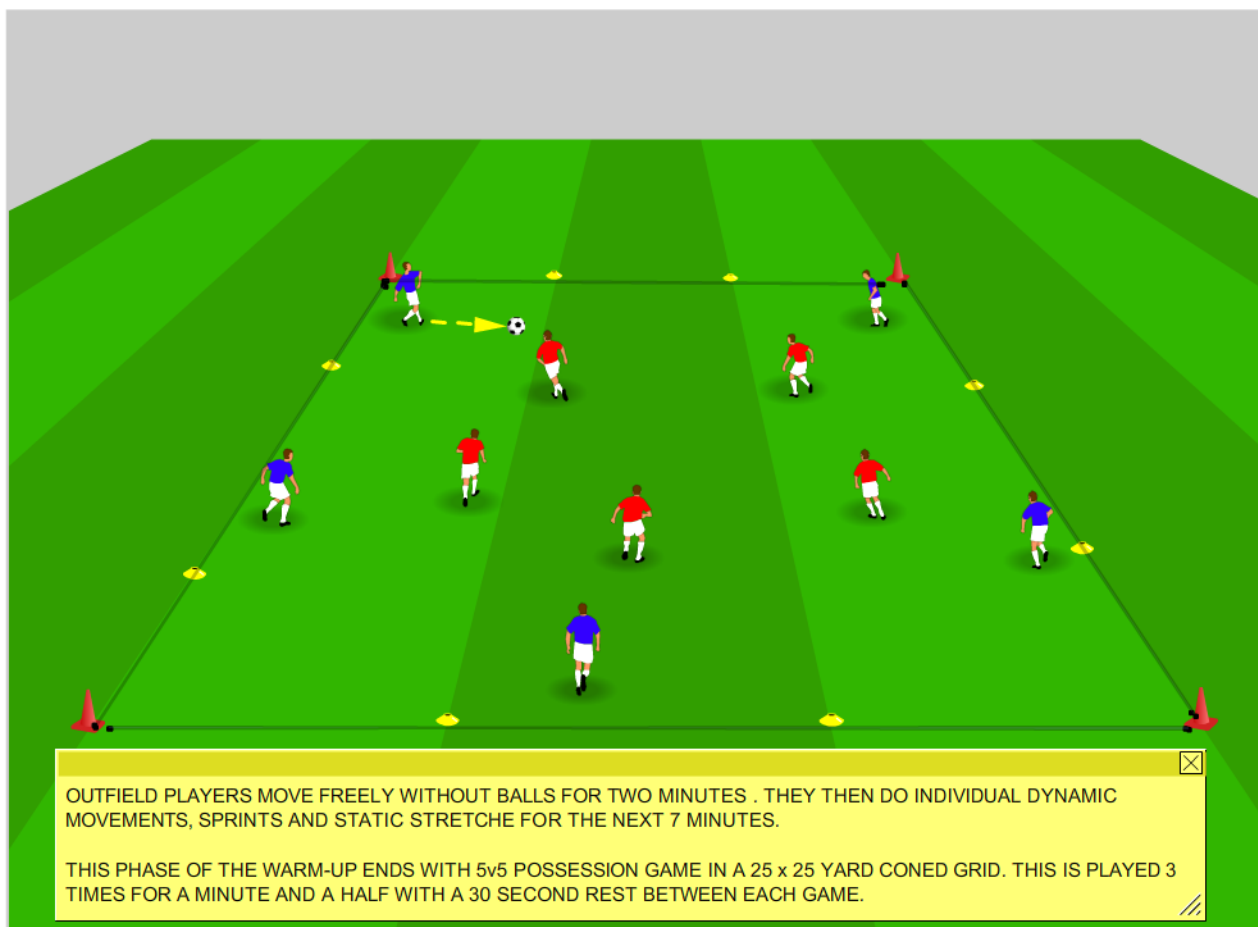 OUTFIELD PLAYERS MOVE FREELY WITHOUT BALLS FOR TWO MINUTES . THEY THEN DO INDIVIDUAL DYNAMIC
MOVEMENTS, SPRINTS AND STATIC STRETCHE FOR THE NEXT 7 MINUTES.
THIS PHASE OF THE WARM-UP ENDS WITH 5v5 POSSESSION GAME IN A 25 x 25 YARD CONED GRID. THIS IS PLAYED 3
TIMES FOR A MINUTE AND A HALF WITH A 30 SECOND REST BETWEEN EACH GAME.